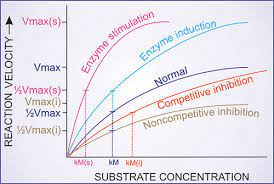 REACTION VELOCITY
Vmax(s)
Vmax
½Vmax(s)
Vmax(i)
½Vmax
½Vmax(i)
Enzyme stimulation
Enzyme induction
Normal
Competitive inhibition
Noncompetitive inhibition
kM(s)
kM
kM(i)
SUBSTRATE CONCENTRATION